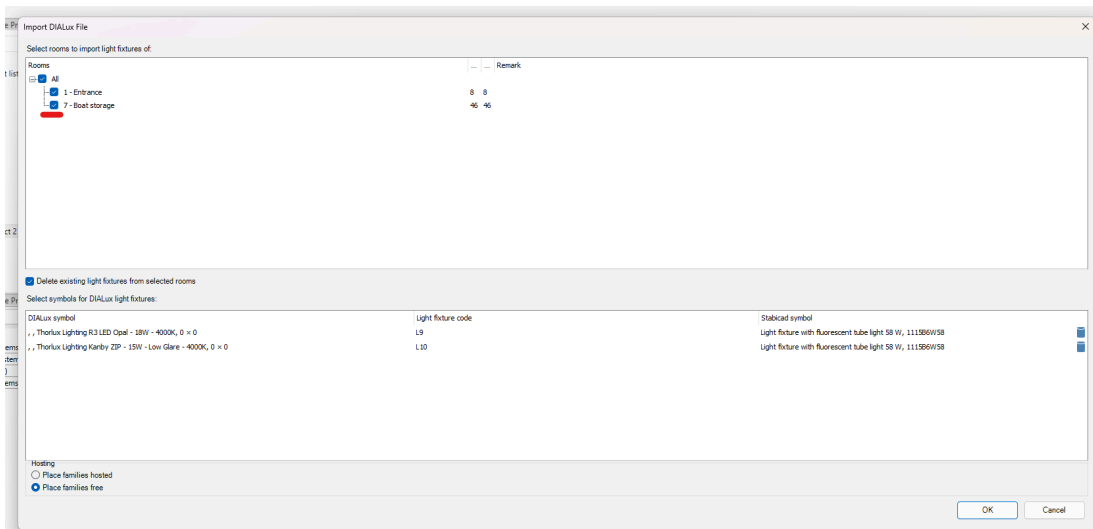 Import DIALux File
Select rooms to import light fixtures of:
Rooms ... ... Remark
All
1 - Entrance 8 8
7 - Boat storage 46 46
Delete existing light fixtures from selected rooms
Select symbols for DIALux light fixtures:
DIALux symbol Light fixture code Stabicad symbol
, , Thorlux Lighting R3 LED Opal - 18W - 4000K, 0 × 0 L9 Light fixture with fluorescent tube light 58 W, 1115B6W58
, , Thorlux Lighting Kanby ZIP - 15W - Low Glare - 4000K, 0 × 0 L10 Light fixture with fluorescent tube light 58 W, 1115B6W58
Hosting
Place families hosted
Place families free
OK Cancel